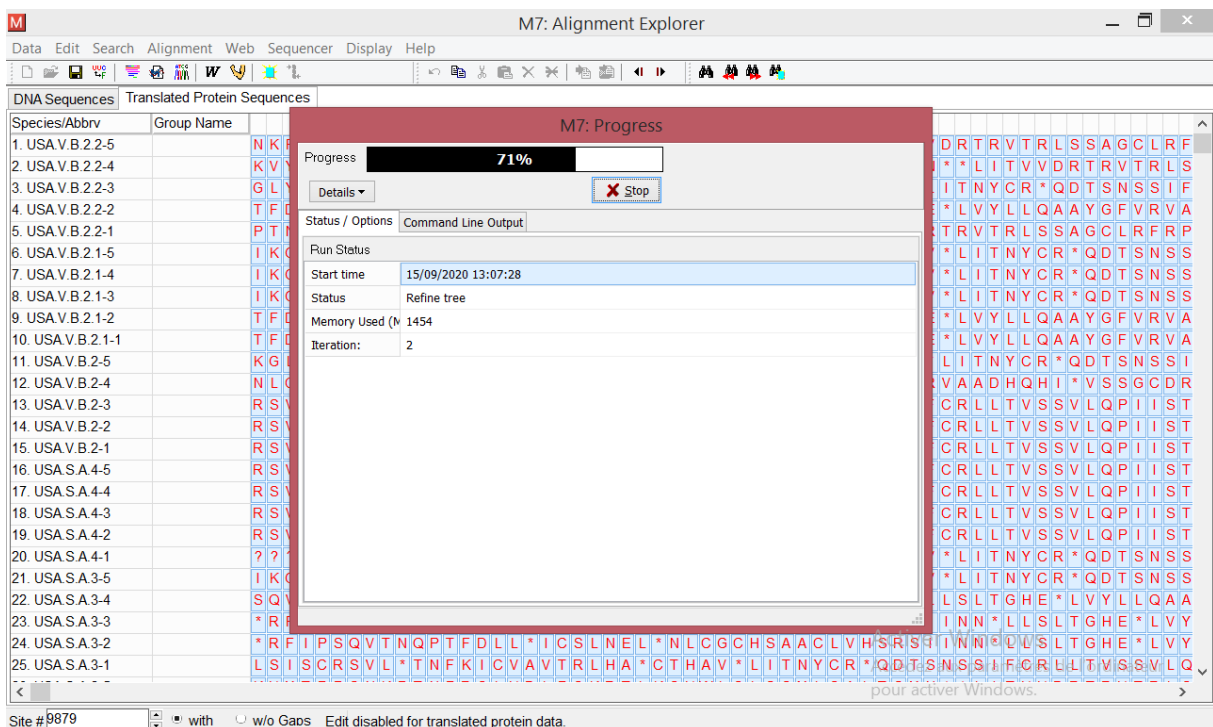 M7: Alignment Explorer
Data Edit Search Alignment Web Sequencer Display Help
DNA Sequences Translated Protein Sequences
Species/Abbrv Group Name
M7: Progress
Progress 71%
Details Stop
Status / Options Command Line Output
Run Status
Start time 15/09/2020 13:07:28
Status Refine tree
Memory Used (M 1454
Iteration: 2
1. USA.V.B.2.2-5 N K D R T R V T R L S S A G C L R F
2. USA.V.B.2.2-4 K V * * L I T V V D R T R V T R L S
3. USA.V.B.2.2-3 G L I T N Y C R * Q D T S N S S I F
4. USA.V.B.2.2-2 T F * L V Y L L Q A A Y G F V R V A
5. USA.V.B.2.2-1 P T T R V T R L S S A G C L R F R P
6. USA.V.B.2.1-5 I K * L I T N Y C R * Q D T S N S S
7. USA.V.B.2.1-4 I K * L I T N Y C R * Q D T S N S S
8. USA.V.B.2.1-3 I K * L I T N Y C R * Q D T S N S S
9. USA.V.B.2.1-2 T F * L V Y L L Q A A Y G F V R V A
10. USA.V.B.2.1-1 T F * L V Y L L Q A A Y G F V R V A
11. USA.V.B.2-5 K G L I T N Y C R * Q D T S N S S I
12. USA.V.B.2-4 N L V A A D H Q H I * V S S G C D R
13. USA.V.B.2-3 R S C R L L T V S S V L Q P I I S T
14. USA.V.B.2-2 R S C R L L T V S S V L Q P I I S T
15. USA.V.B.2-1 R S C R L L T V S S V L Q P I I S T
16. USA.S.A.4-5 R S C R L L T V S S V L Q P I I S T
17. USA.S.A.4-4 R S C R L L T V S S V L Q P I I S T
18. USA.S.A.4-3 R S C R L L T V S S V L Q P I I S T
19. USA.S.A.4-2 R S C R L L T V S S V L Q P I I S T
20. USA.S.A.4-1 ? ? * L I T N Y C R * Q D T S N S S
21. USA.S.A.3-5 I K * L I T N Y C R * Q D T S N S S
22. USA.S.A.3-4 S Q L S L T G H E * L V Y L L Q A A
23. USA.S.A.3-3 * R I N N * L L S L T G H E * L V Y
24. USA.S.A.3-2 * R F I P S Q V T N Q P T F D L L * I C S L N E L * N L C G C H S A A C L V H S R S T I N N * L L S L T G H E * L V Y
25. USA.S.A.3-1 L S I S C R S V L * T N F K I C V A V T R L H A * C T H A V * L I T N Y C R * Q D T S N S S I F C R L L T V S S V L Q
Activer Windows
Accédez aux paramètres de l'ordinateur
pour activer Windows.
Site # 9879 with w/o Gaps Edit disabled for translated protein data.